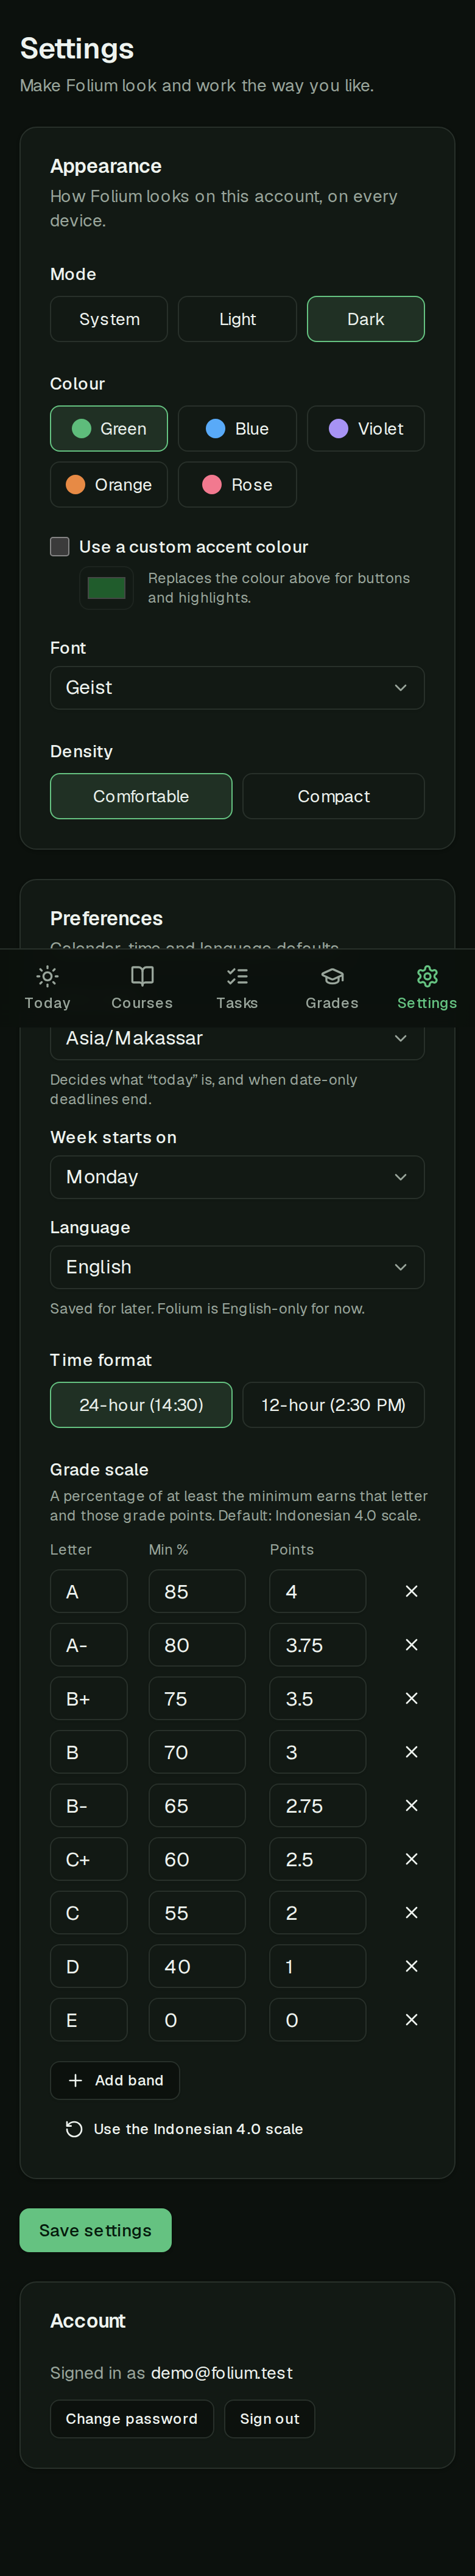 Settings
Make Folium look and work the way you like.
Appearance
How Folium looks on this account, on every
device.
Mode
System Light Dark
Colour
Green Blue Violet
Orange Rose
Use a custom accent colour
Replaces the colour above for buttons
and highlights.
Font
Geist
Density
Comfortable Compact
Preferences
Calendar, time and language defaults.
Today Courses Tasks Grades Settings
Asia/Makassar
Decides what “today” is, and when date-only
deadlines end.
Week starts on
Monday
Language
English
Saved for later. Folium is English-only for now.
Time format
24-hour (14:30) 12-hour (2:30 PM)
Grade scale
A percentage of at least the minimum earns that letter
and those grade points. Default: Indonesian 4.0 scale.
Letter Min % Points
A 85 4
A- 80 3.75
B+ 75 3.5
B 70 3
B- 65 2.75
C+ 60 2.5
C 55 2
D 40 1
E 0 0
Add band
Use the Indonesian 4.0 scale
Save settings
Account
Signed in as demo@folium.test
Change password Sign out